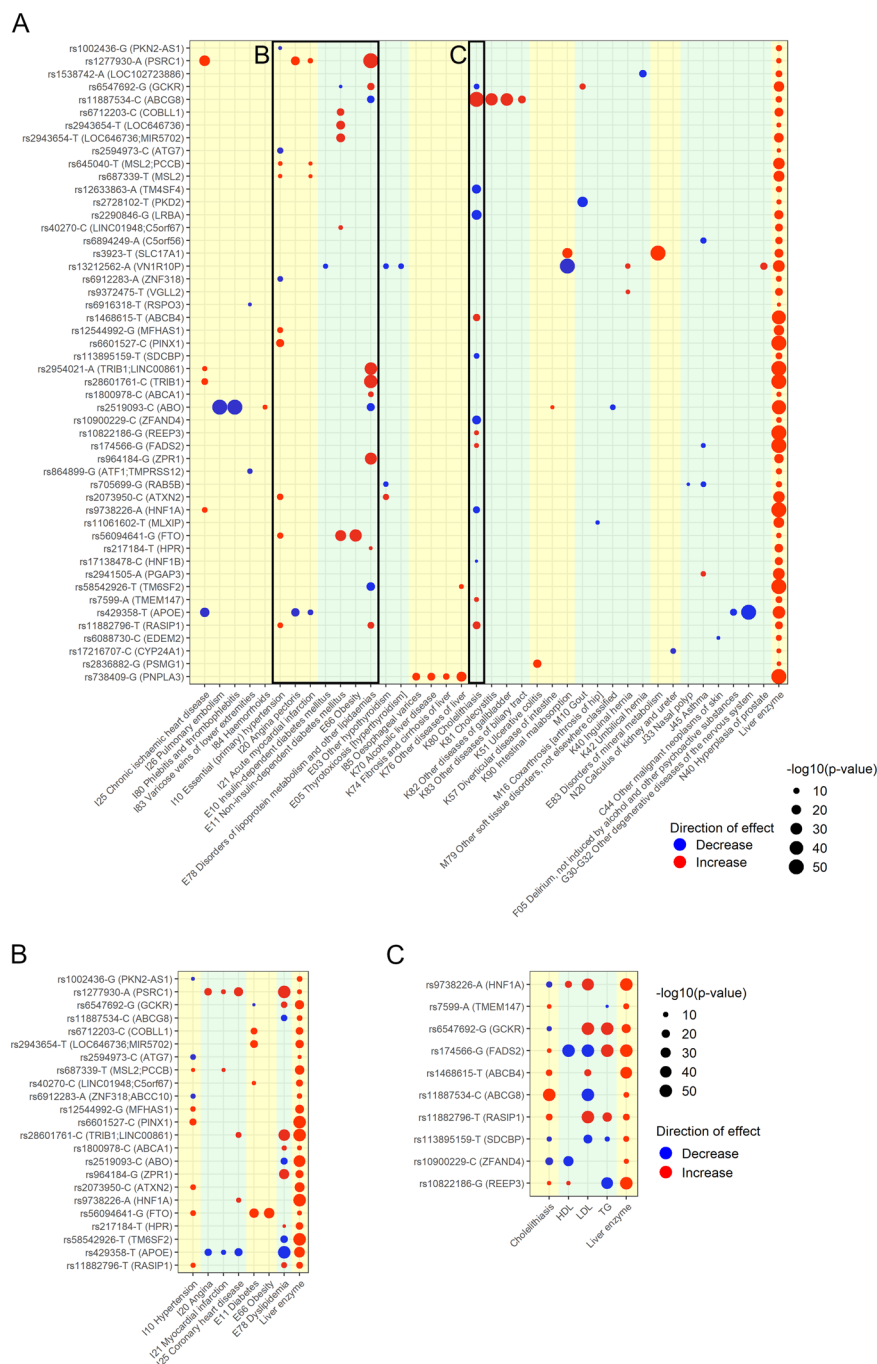 A
B
C
rs1002436-G (PKN2-AS1)
rs1277930-A (PSRC1)
rs1538742-A (LOC102723886)
rs6547692-G (GCKR)
rs11887534-C (ABCG8)
rs6712203-C (COBLL1)
rs2943654-T (LOC646736)
rs2943654-T (LOC646736;MIR5702)
rs2594973-C (ATG7)
rs645040-T (MSL2;PCCB)
rs687339-T (MSL2)
rs12633863-A (TM4SF4)
rs2728102-T (PKD2)
rs2290846-G (LRBA)
rs40270-C (LINC01948;C5orf67)
rs6894249-A (C5orf56)
rs3923-T (SLC17A1)
rs13212562-A (VN1R10P)
rs6912283-A (ZNF318)
rs9372475-T (VGLL2)
rs6916318-T (RSPO3)
rs1468615-T (ABCB4)
rs12544992-G (MFHAS1)
rs6601527-C (PINX1)
rs113895159-T (SDCBP)
rs2954021-A (TRIB1;LINC00861)
rs28601761-C (TRIB1)
rs1800978-C (ABCA1)
rs2519093-C (ABO)
rs10900229-C (ZFAND4)
rs10822186-G (REEP3)
rs174566-G (FADS2)
rs964184-G (ZPR1)
rs864899-G (ATF1;TMPRSS12)
rs705699-G (RAB5B)
rs2073950-C (ATXN2)
rs9738226-A (HNF1A)
rs11061602-T (MLXIP)
rs56094641-G (FTO)
rs217184-T (HPR)
rs17138478-C (HNF1B)
rs2941505-A (PGAP3)
rs58542926-T (TM6SF2)
rs7599-A (TMEM147)
rs429358-T (APOE)
rs11882796-T (RASIP1)
rs6088730-C (EDEM2)
rs17216707-C (CYP24A1)
rs2836882-G (PSMG1)
rs738409-G (PNPLA3)
I25 Chronic ischaemic heart disease
I26 Pulmonary embolism
I80 Phlebitis and thrombophlebitis
I83 Varicose veins of lower extremities
I84 Haemorrhoids
I10 Essential (primary) hypertension
I20 Angina pectoris
I21 Acute myocardial infarction
E10 Insulin-dependent diabetes mellitus
E11 Non-insulin-dependent diabetes mellitus
E66 Obesity
E78 Disorders of lipoprotein metabolism and other lipidaemias
E03 Other hypothyroidism
E05 Thyrotoxicosis [hyperthyroidism]
I85 Oesophageal varices
K70 Alcoholic liver disease
K74 Fibrosis and cirrhosis of liver
K76 Other diseases of liver
K80 Cholelithiasis
K81 Cholecystitis
K82 Other diseases of gallbladder
K83 Other diseases of biliary tract
K51 Ulcerative colitis
K57 Diverticular disease of intestine
K90 Intestinal malabsorption
M10 Gout
M16 Coxarthrosis [arthrosis of hip]
M79 Other soft tissue disorders, not elsewhere classified
K40 Inguinal hernia
K42 Umbilical hernia
E83 Disorders of mineral metabolism
N20 Calculus of kidney and ureter
J33 Nasal polyp
J45 Asthma
C44 Other malignant neoplasms of skin
F05 Delirium, not induced by alcohol and other psychoactive substances
G30-G32 Other degenerative diseases of the nervous system
N40 Hyperplasia of prostate
Liver enzyme
Direction of effect
Decrease
Increase
-log10(p-value)
10
20
30
40
50
B
rs1002436-G (PKN2-AS1)
rs1277930-A (PSRC1)
rs6547692-G (GCKR)
rs11887534-C (ABCG8)
rs6712203-C (COBLL1)
rs2943654-T (LOC646736;MIR5702)
rs2594973-C (ATG7)
rs687339-T (MSL2;PCCB)
rs40270-C (LINC01948;C5orf67)
rs6912283-A (ZNF318;ABCC10)
rs12544992-G (MFHAS1)
rs6601527-C (PINX1)
rs28601761-C (TRIB1;LINC00861)
rs1800978-C (ABCA1)
rs2519093-C (ABO)
rs964184-G (ZPR1)
rs2073950-C (ATXN2)
rs9738226-A (HNF1A)
rs56094641-G (FTO)
rs217184-T (HPR)
rs58542926-T (TM6SF2)
rs429358-T (APOE)
rs11882796-T (RASIP1)
I10 Hypertension
I20 Angina
I21 Myocardial infarction
I25 Coronary heart disease
E11 Diabetes
E66 Obesity
E78 Dyslipidemia
Liver enzyme
C
rs9738226-A (HNF1A)
rs7599-A (TMEM147)
rs6547692-G (GCKR)
rs174566-G (FADS2)
rs1468615-T (ABCB4)
rs11887534-C (ABCG8)
rs11882796-T (RASIP1)
rs113895159-T (SDCBP)
rs10900229-C (ZFAND4)
rs10822186-G (REEP3)
Cholelithiasis
HDL
LDL
TG
Liver enzyme
-log10(p-value)
10
20
30
40
50
Direction of effect
Decrease
Increase